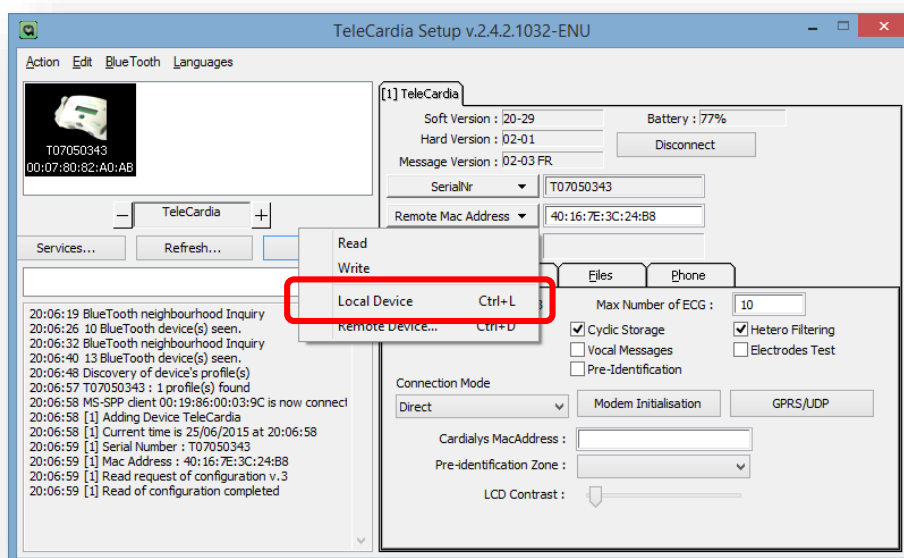 TeleCardia Setup v.2.4.2.1032-ENU
Action Edit BlueTooth Languages
T07050343
00:07:80:82:A0:AB
TeleCardia
Services... Refresh...
20:06:19 BlueTooth neighbourhood Inquiry
20:06:26 10 BlueTooth device(s) seen.
20:06:32 BlueTooth neighbourhood Inquiry
20:06:40 13 BlueTooth device(s) seen.
20:06:48 Discovery of device's profile(s)
20:06:57 T07050343 : 1 profile(s) found
20:06:58 MS-SPP client 00:19:86:00:03:9C is now connect
20:06:58 [1] Adding Device TeleCardia
20:06:58 [1] Current time is 25/06/2015 at 20:06:58
20:06:59 [1] Serial Number : T07050343
20:06:59 [1] Mac Address : 40:16:7E:3C:24:B8
20:06:59 [1] Read request of configuration v.3
20:06:59 [1] Read of configuration completed
Read
Write
Local Device Ctrl+L
Remote Device... Ctrl+D
[1] TeleCardia
Soft Version : 20-29 Battery : 77%
Hard Version : 02-01 Disconnect
Message Version : 02-03 FR
SerialNr T07050343
Remote Mac Address 40:16:7E:3C:24:B8
Files Phone
Max Number of ECG : 10
Cyclic Storage Hetero Filtering
Vocal Messages Electrodes Test
Pre-Identification
Connection Mode
Direct Modem Initialisation GPRS/UDP
Cardialys MacAddress :
Pre-identification Zone :
LCD Contrast :